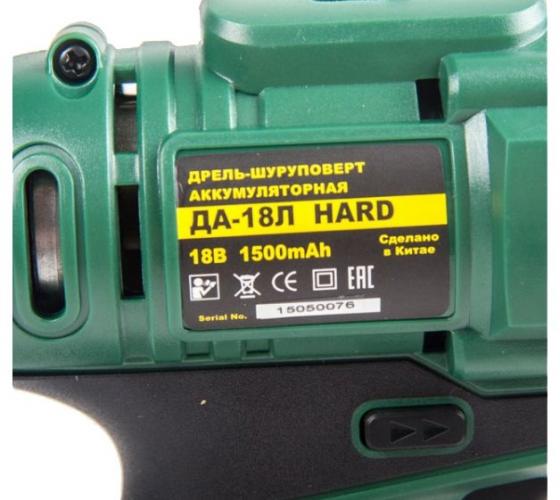 ДРЕЛЬ-ШУРУПОВЕРТ
АККУМУЛЯТОРНАЯ
ДА-18Л HARD
18В 1500mAh
Сделано
в Китае
CE EAC
Serial No. 15050076